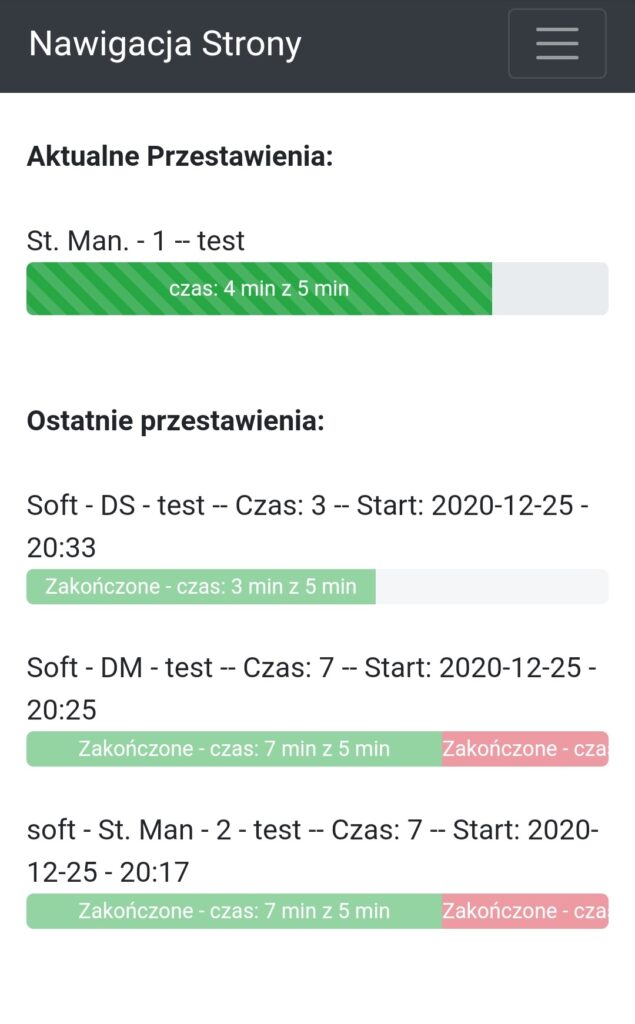 Nawigacja Strony
Aktualne Przestawienia:
St. Man. - 1 -- test
czas: 4 min z 5 min
Ostatnie przestawienia:
Soft - DS - test -- Czas: 3 -- Start: 2020-12-25 -
20:33
Zakończone - czas: 3 min z 5 min
Soft - DM - test -- Czas: 7 -- Start: 2020-12-25 -
20:25
Zakończone - czas: 7 min z 5 min Zakończone - cza
soft - St. Man - 2 - test -- Czas: 7 -- Start: 2020-
12-25 - 20:17
Zakończone - czas: 7 min z 5 min Zakończone - cza